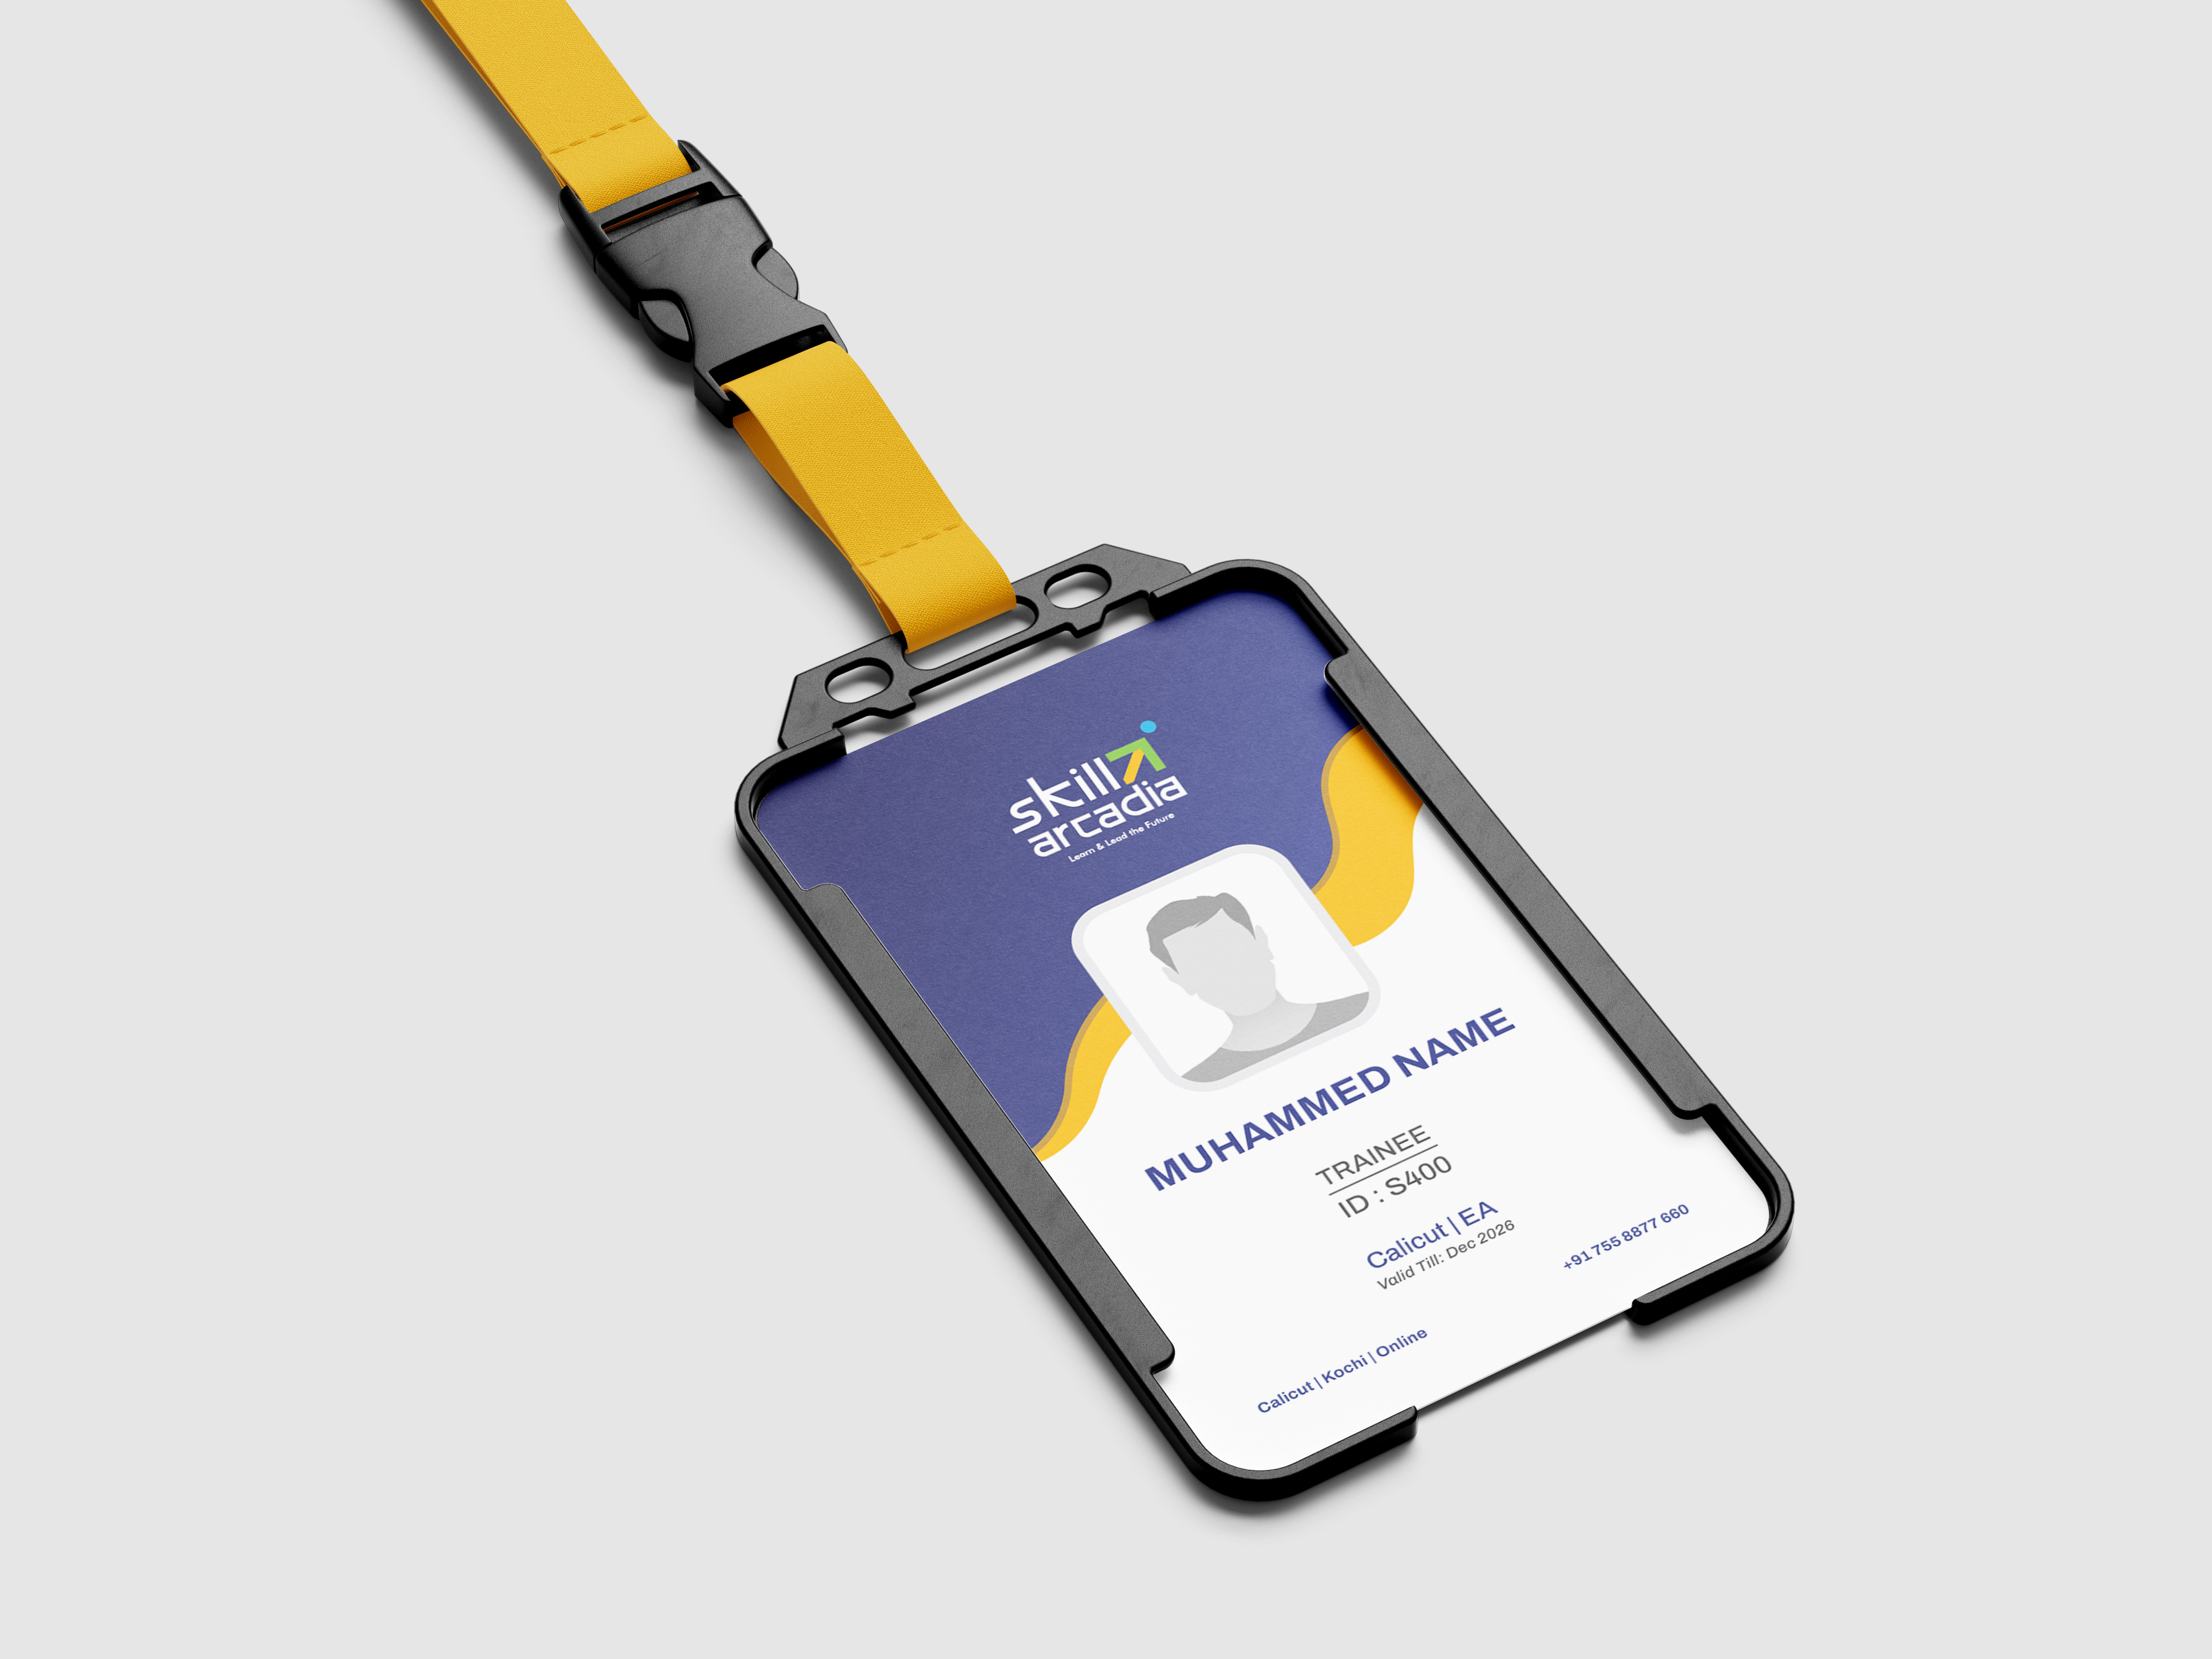 skill
arcadia
Learn & Lead the Future
MUHAMMED NAME
TRAINEE
ID : S400
Calicut | EA
Valid Till: Dec 2026
+91 755 8877 660
Calicut | Kochi | Online